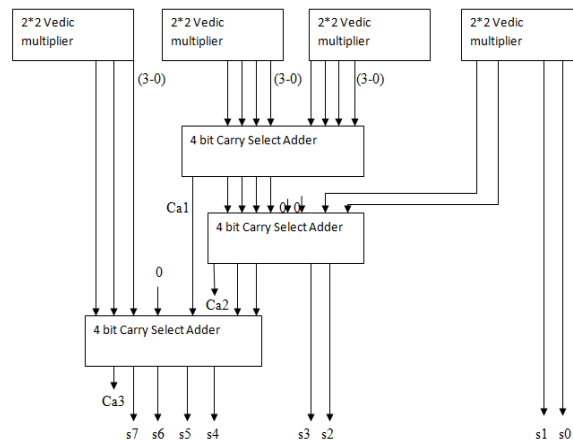 2*2 Vedic
multiplier
2*2 Vedic
multiplier
2*2 Vedic
multiplier
2*2 Vedic
multiplier
(3-0)
(3-0)
(3-0)
4 bit Carry Select Adder
Ca1
0 0
4 bit Carry Select Adder
0
Ca2
4 bit Carry Select Adder
Ca3
s7
s6
s5
s4
s3
s2
s1
s0